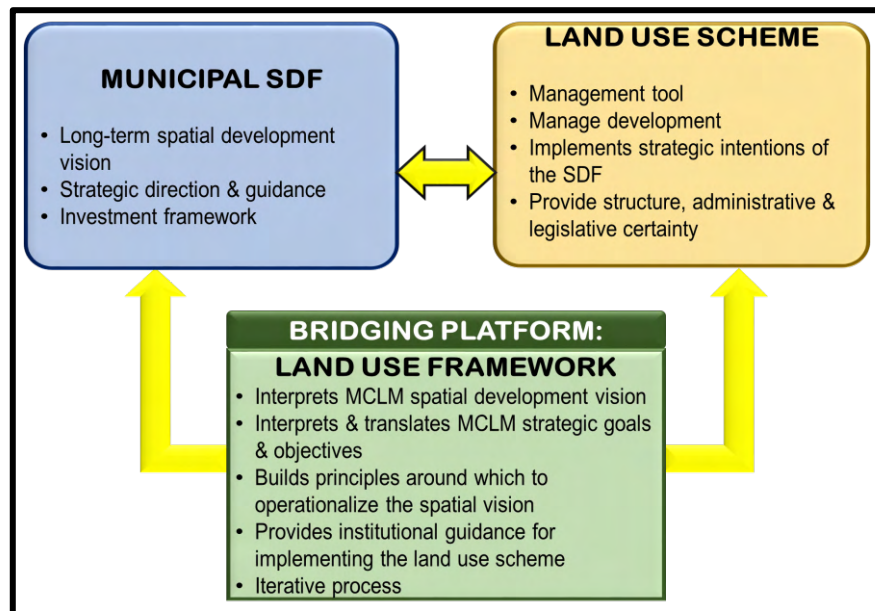 MUNICIPAL SDF
• Long-term spatial development
vision
• Strategic direction & guidance
• Investment framework
LAND USE SCHEME
• Management tool
• Manage development
• Implements strategic intentions of
the SDF
• Provide structure, administrative &
legislative certainty
BRIDGING PLATFORM:
LAND USE FRAMEWORK
• Interprets MCLM spatial development vision
• Interprets & translates MCLM strategic goals
& objectives
• Builds principles around which to
operationalize the spatial vision
• Provides institutional guidance for
implementing the land use scheme
• Iterative process